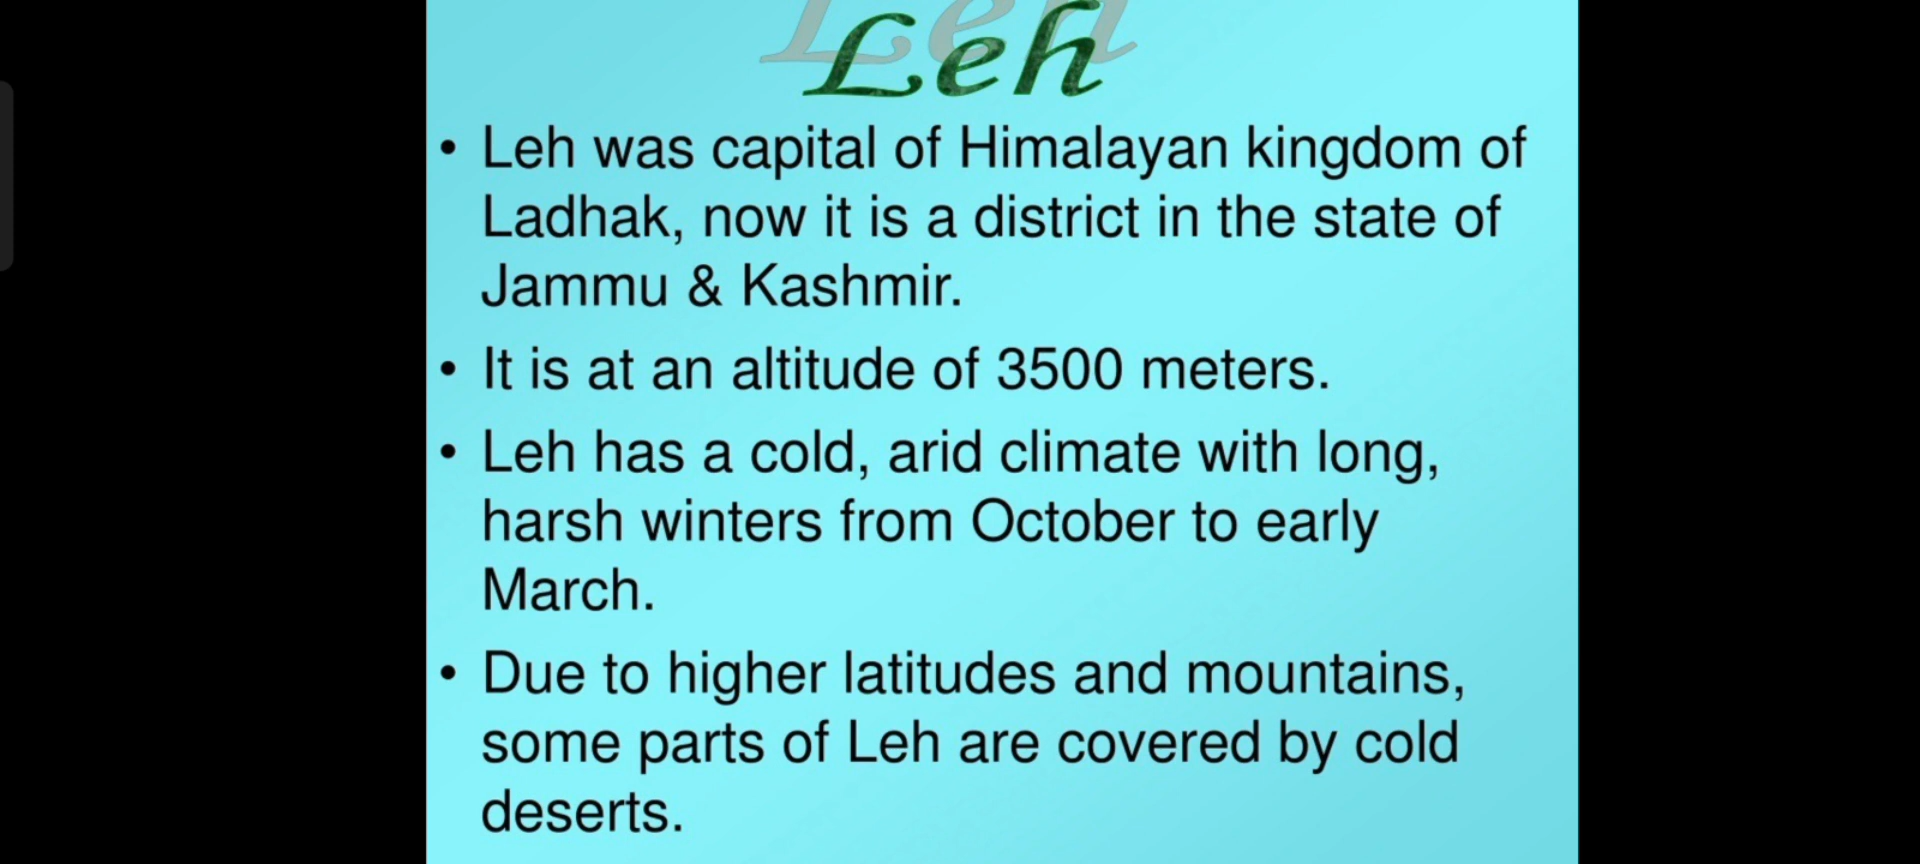 Leh
• Leh was capital of Himalayan kingdom of
Ladhak, now it is a district in the state of
Jammu & Kashmir.
• It is at an altitude of 3500 meters.
• Leh has a cold, arid climate with long,
harsh winters from October to early
March.
• Due to higher latitudes and mountains,
some parts of Leh are covered by cold
deserts.